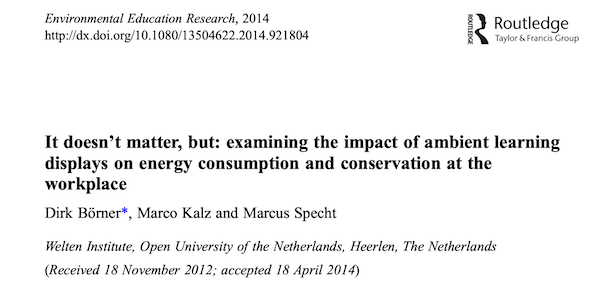 Environmental Education Research, 2014
http://dx.doi.org/10.1080/13504622.2014.921804
ROUTLEDGE
Routledge
Taylor & Francis Group
It doesn’t matter, but: examining the impact of ambient learning
displays on energy consumption and conservation at the
workplace
Dirk Börner*, Marco Kalz and Marcus Specht
Welten Institute, Open University of the Netherlands, Heerlen, The Netherlands
(Received 18 November 2012; accepted 18 April 2014)